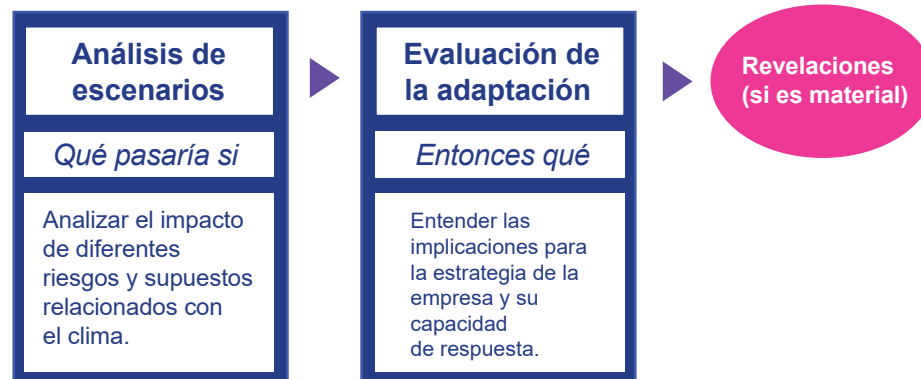 Análisis de
escenarios
Qué pasaría si
Analizar el impacto
de diferentes
riesgos y supuestos
relacionados con
el clima.
Evaluación de
la adaptación
Entonces qué
Entender las
implicaciones para
la estrategia de la
empresa y su
capacidad
de respuesta.
Revelaciones
(si es material)